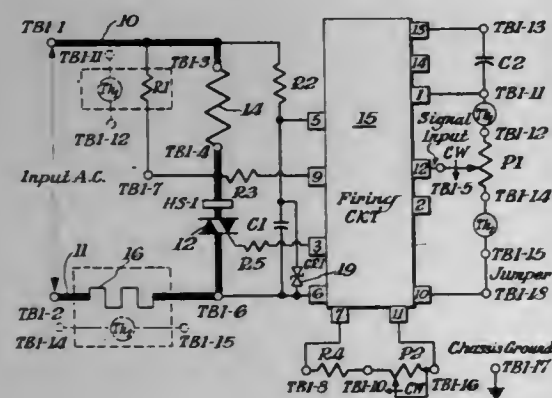 TB1-1
10
TB1-11
TB1-3
Th1
R1
14
R2
TB1-12
TB1-4
Input A.C.
TB1-7
R3
HS-1
12
C1
R5
CR1
19
11
16
TB1-2
TB1-6
TB1-14
TB1-15
5
9
3
6
15
Firing
CKT
13
14
1
12
2
10
7
11
TB1-13
C2
TB1-11
Signal
Input
CW
TB1-12
P1
TB1-5
TB1-14
TB1-15
Jumper
TB1-18
R4
P2
TB1-8
TB1-10
CW
TB1-16
Chassis Ground
TB1-17